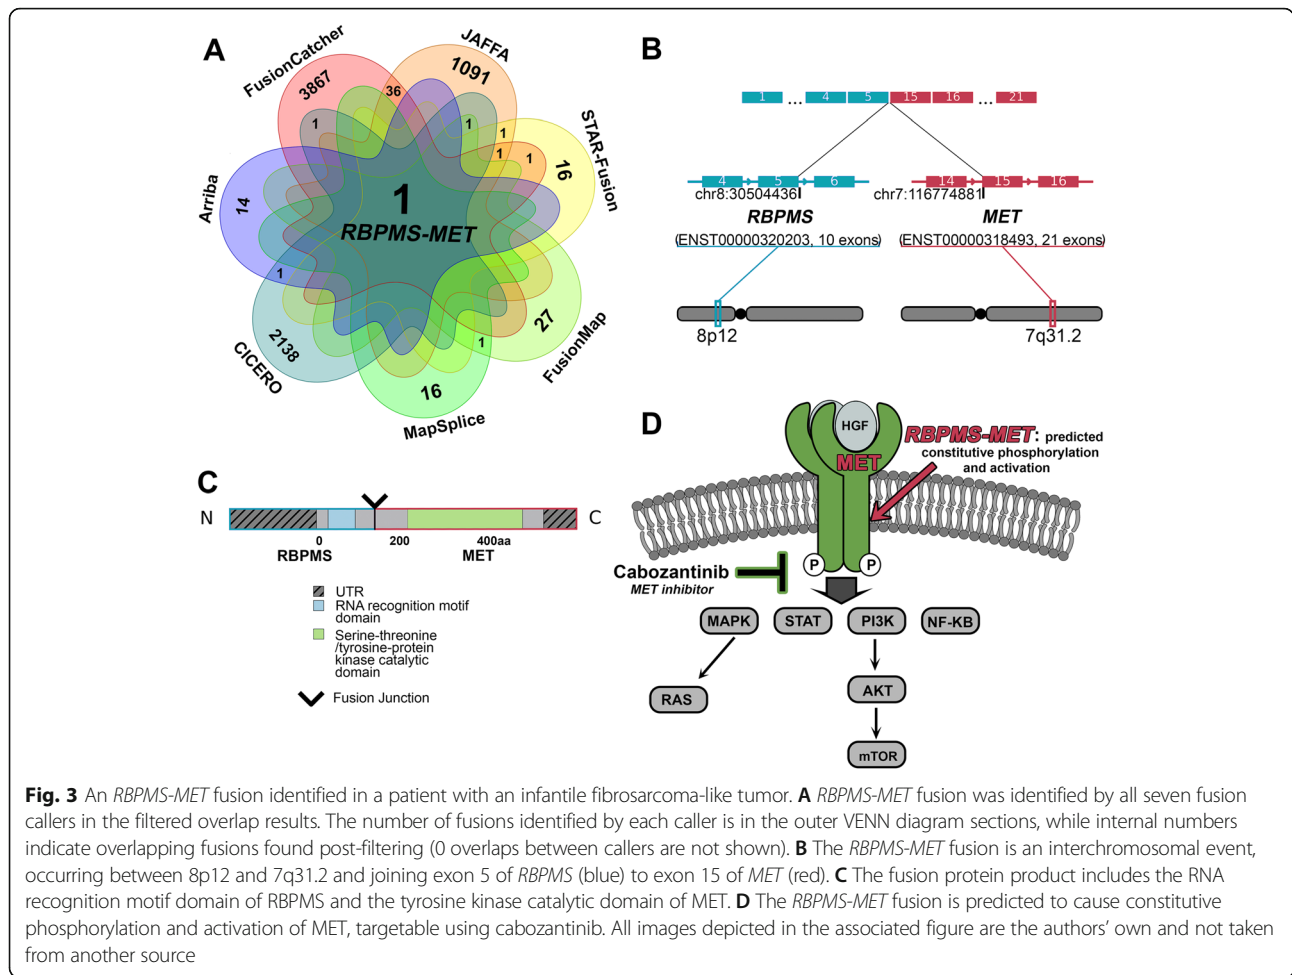 A
FusionCatcher
3867
36
JAFFA
1091
1
1
1
1
1
STAR-Fusion
16
Arriba
14
1
RBPMS-MET
1
CICERO
2138
MapSplice
16
1
FusionMap
27
B
1 ... 4 5 15 16 ... 21
4 5 6 14 15 16
chr8:30504436 chr7:116774881
RBPMS MET
(ENST00000320203, 10 exons) (ENST00000318493, 21 exons)
8p12 7q31.2
C
N C
0 200 400aa
RBPMS MET
UTR
RNA recognition motif
domain
Serine-threonine
/tyrosine-protein
kinase catalytic
domain
Fusion Junction
D
HGF
MET
RBPMS-MET: predicted
constitutive phosphorylation
and activation
P P
Cabozantinib
MET inhibitor
MAPK STAT PI3K NF-KB
RAS AKT
mTOR
Fig. 3 An RBPMS-MET fusion identified in a patient with an infantile fibrosarcoma-like tumor. A RBPMS-MET fusion was identified by all seven fusion
callers in the filtered overlap results. The number of fusions identified by each caller is in the outer VENN diagram sections, while internal numbers
indicate overlapping fusions found post-filtering (0 overlaps between callers are not shown). B The RBPMS-MET fusion is an interchromosomal event,
occurring between 8p12 and 7q31.2 and joining exon 5 of RBPMS (blue) to exon 15 of MET (red). C The fusion protein product includes the RNA
recognition motif domain of RBPMS and the tyrosine kinase catalytic domain of MET. D The RBPMS-MET fusion is predicted to cause constitutive
phosphorylation and activation of MET, targetable using cabozantinib. All images depicted in the associated figure are the authors' own and not taken
from another source